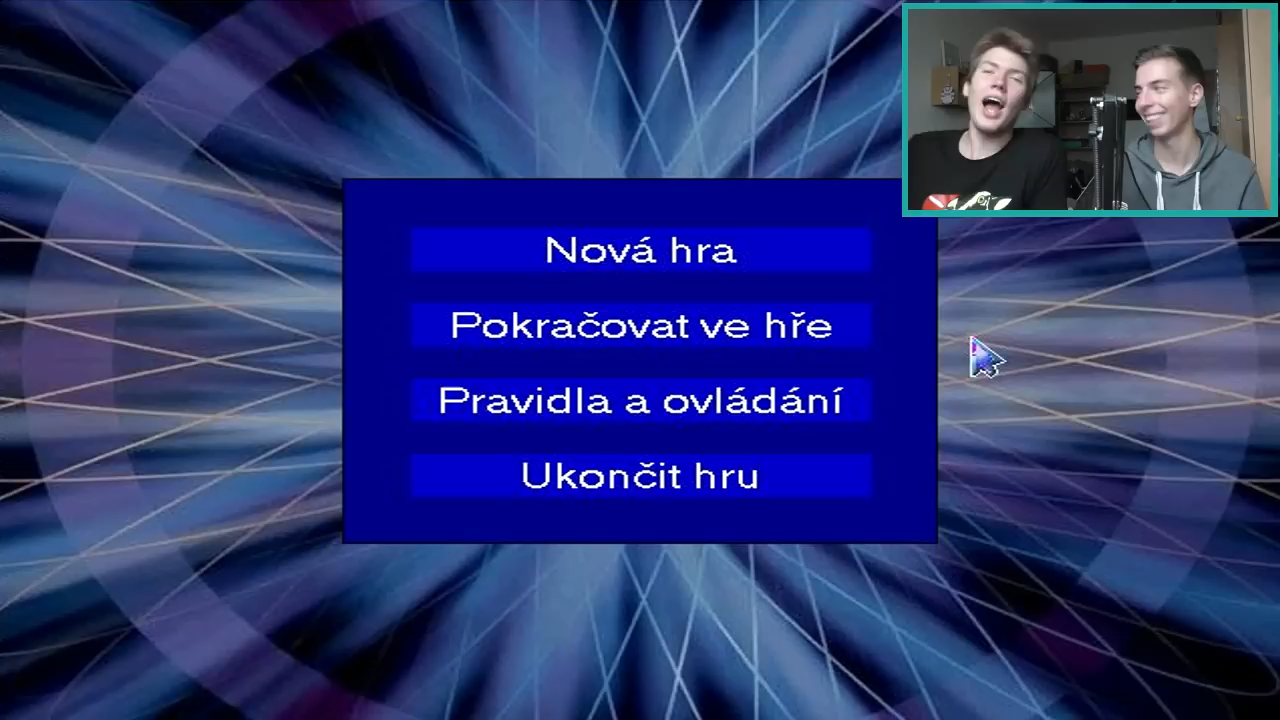 Nová hra
Pokračovat ve hře
Pravidla a ovládání
Ukončit hru